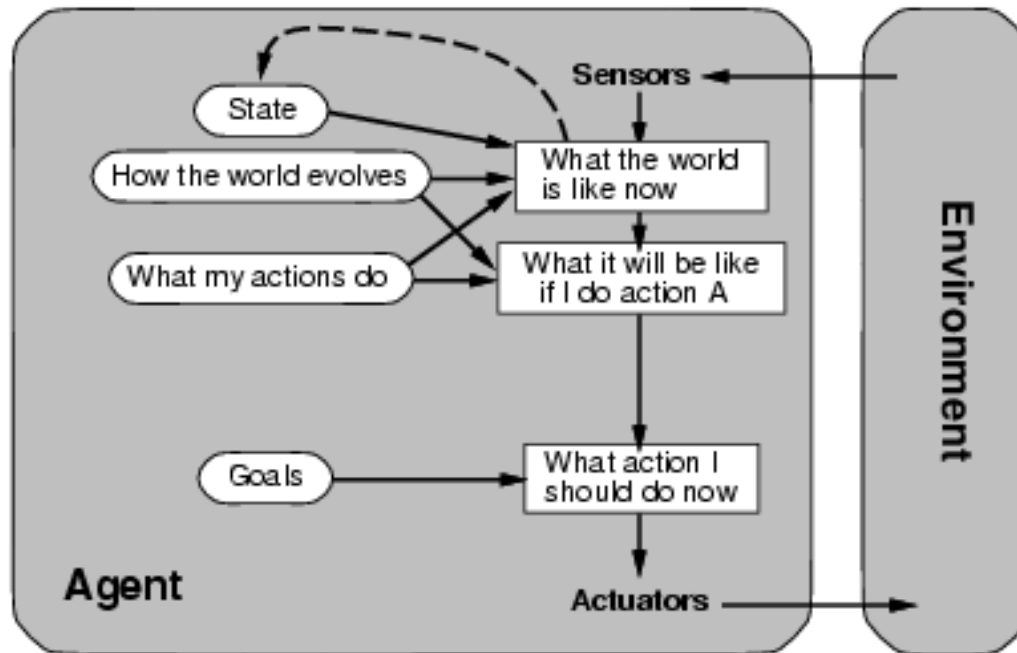 Sensors
State
What the world
is like now
How the world evolves
What my actions do
What it will be like
if I do action A
Environment
Goals
What action I
should do now
Agent
Actuators